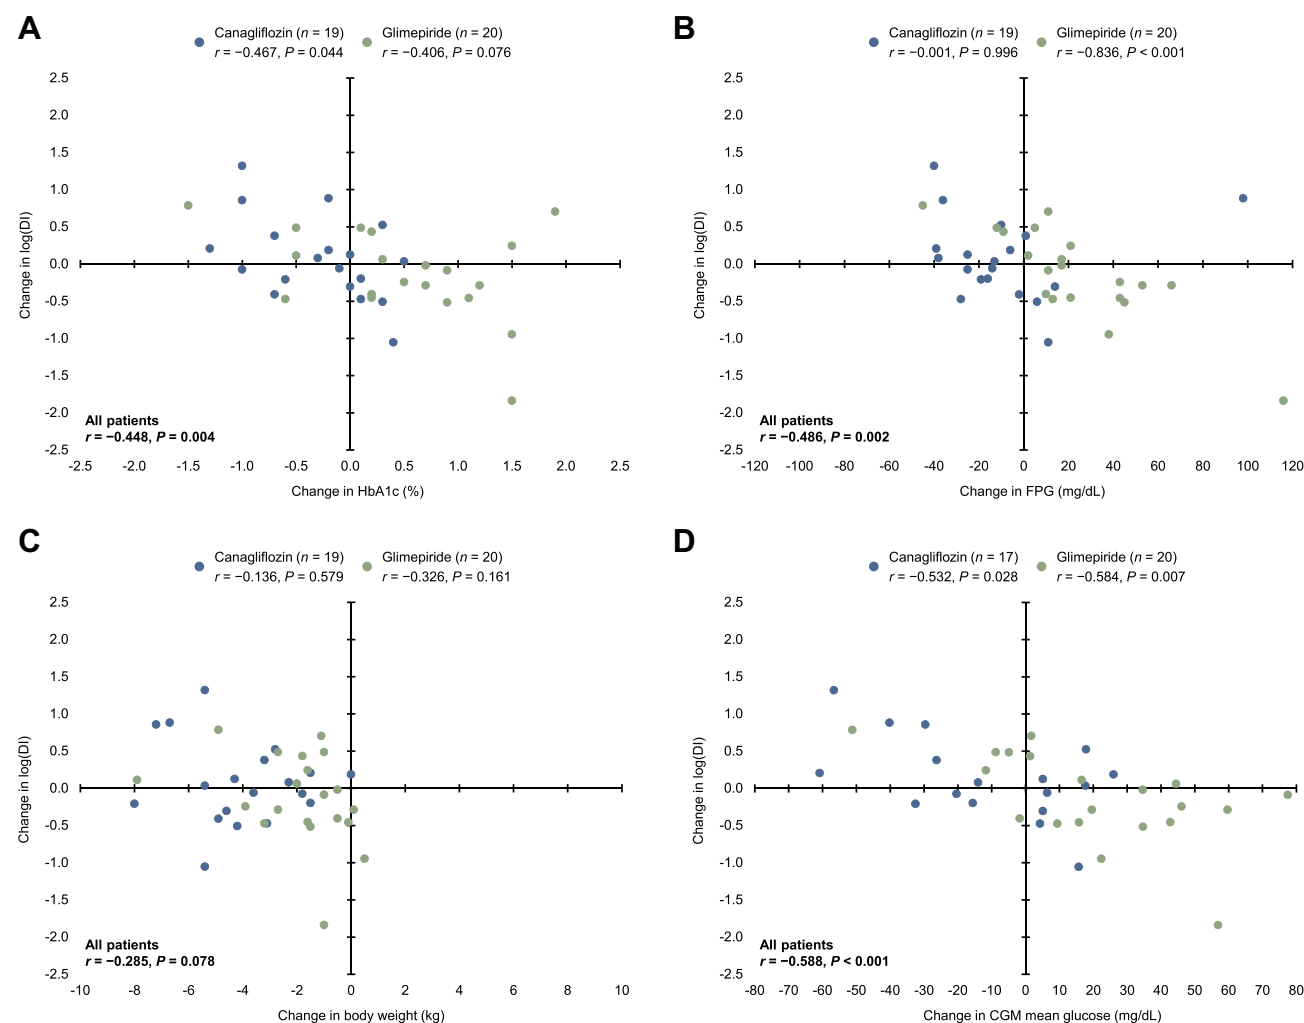 A
Canagliflozin (n = 19)
r = −0.467, P = 0.044
Glimepiride (n = 20)
r = −0.406, P = 0.076
2.5
2.0
1.5
1.0
0.5
0.0
-0.5
-1.0
-1.5
-2.0
-2.5
Change in log(DI)
All patients
r = −0.448, P = 0.004
-2.5 -2.0 -1.5 -1.0 -0.5 0.0 0.5 1.0 1.5 2.0 2.5
Change in HbA1c (%)
B
Canagliflozin (n = 19)
r = −0.001, P = 0.996
Glimepiride (n = 20)
r = −0.836, P < 0.001
2.5
2.0
1.5
1.0
0.5
0.0
-0.5
-1.0
-1.5
-2.0
-2.5
Change in log(DI)
All patients
r = −0.486, P = 0.002
-120 -100 -80 -60 -40 -20 0 20 40 60 80 100 120
Change in FPG (mg/dL)
C
Canagliflozin (n = 19)
r = −0.136, P = 0.579
Glimepiride (n = 20)
r = −0.326, P = 0.161
2.5
2.0
1.5
1.0
0.5
0.0
-0.5
-1.0
-1.5
-2.0
-2.5
Change in log(DI)
All patients
r = −0.285, P = 0.078
-10 -8 -6 -4 -2 0 2 4 6 8 10
Change in body weight (kg)
D
Canagliflozin (n = 17)
r = −0.532, P = 0.028
Glimepiride (n = 20)
r = −0.584, P = 0.007
2.5
2.0
1.5
1.0
0.5
0.0
-0.5
-1.0
-1.5
-2.0
-2.5
Change in log(DI)
All patients
r = −0.588, P < 0.001
-80 -70 -60 -50 -40 -30 -20 -10 0 10 20 30 40 50 60 70 80
Change in CGM mean glucose (mg/dL)